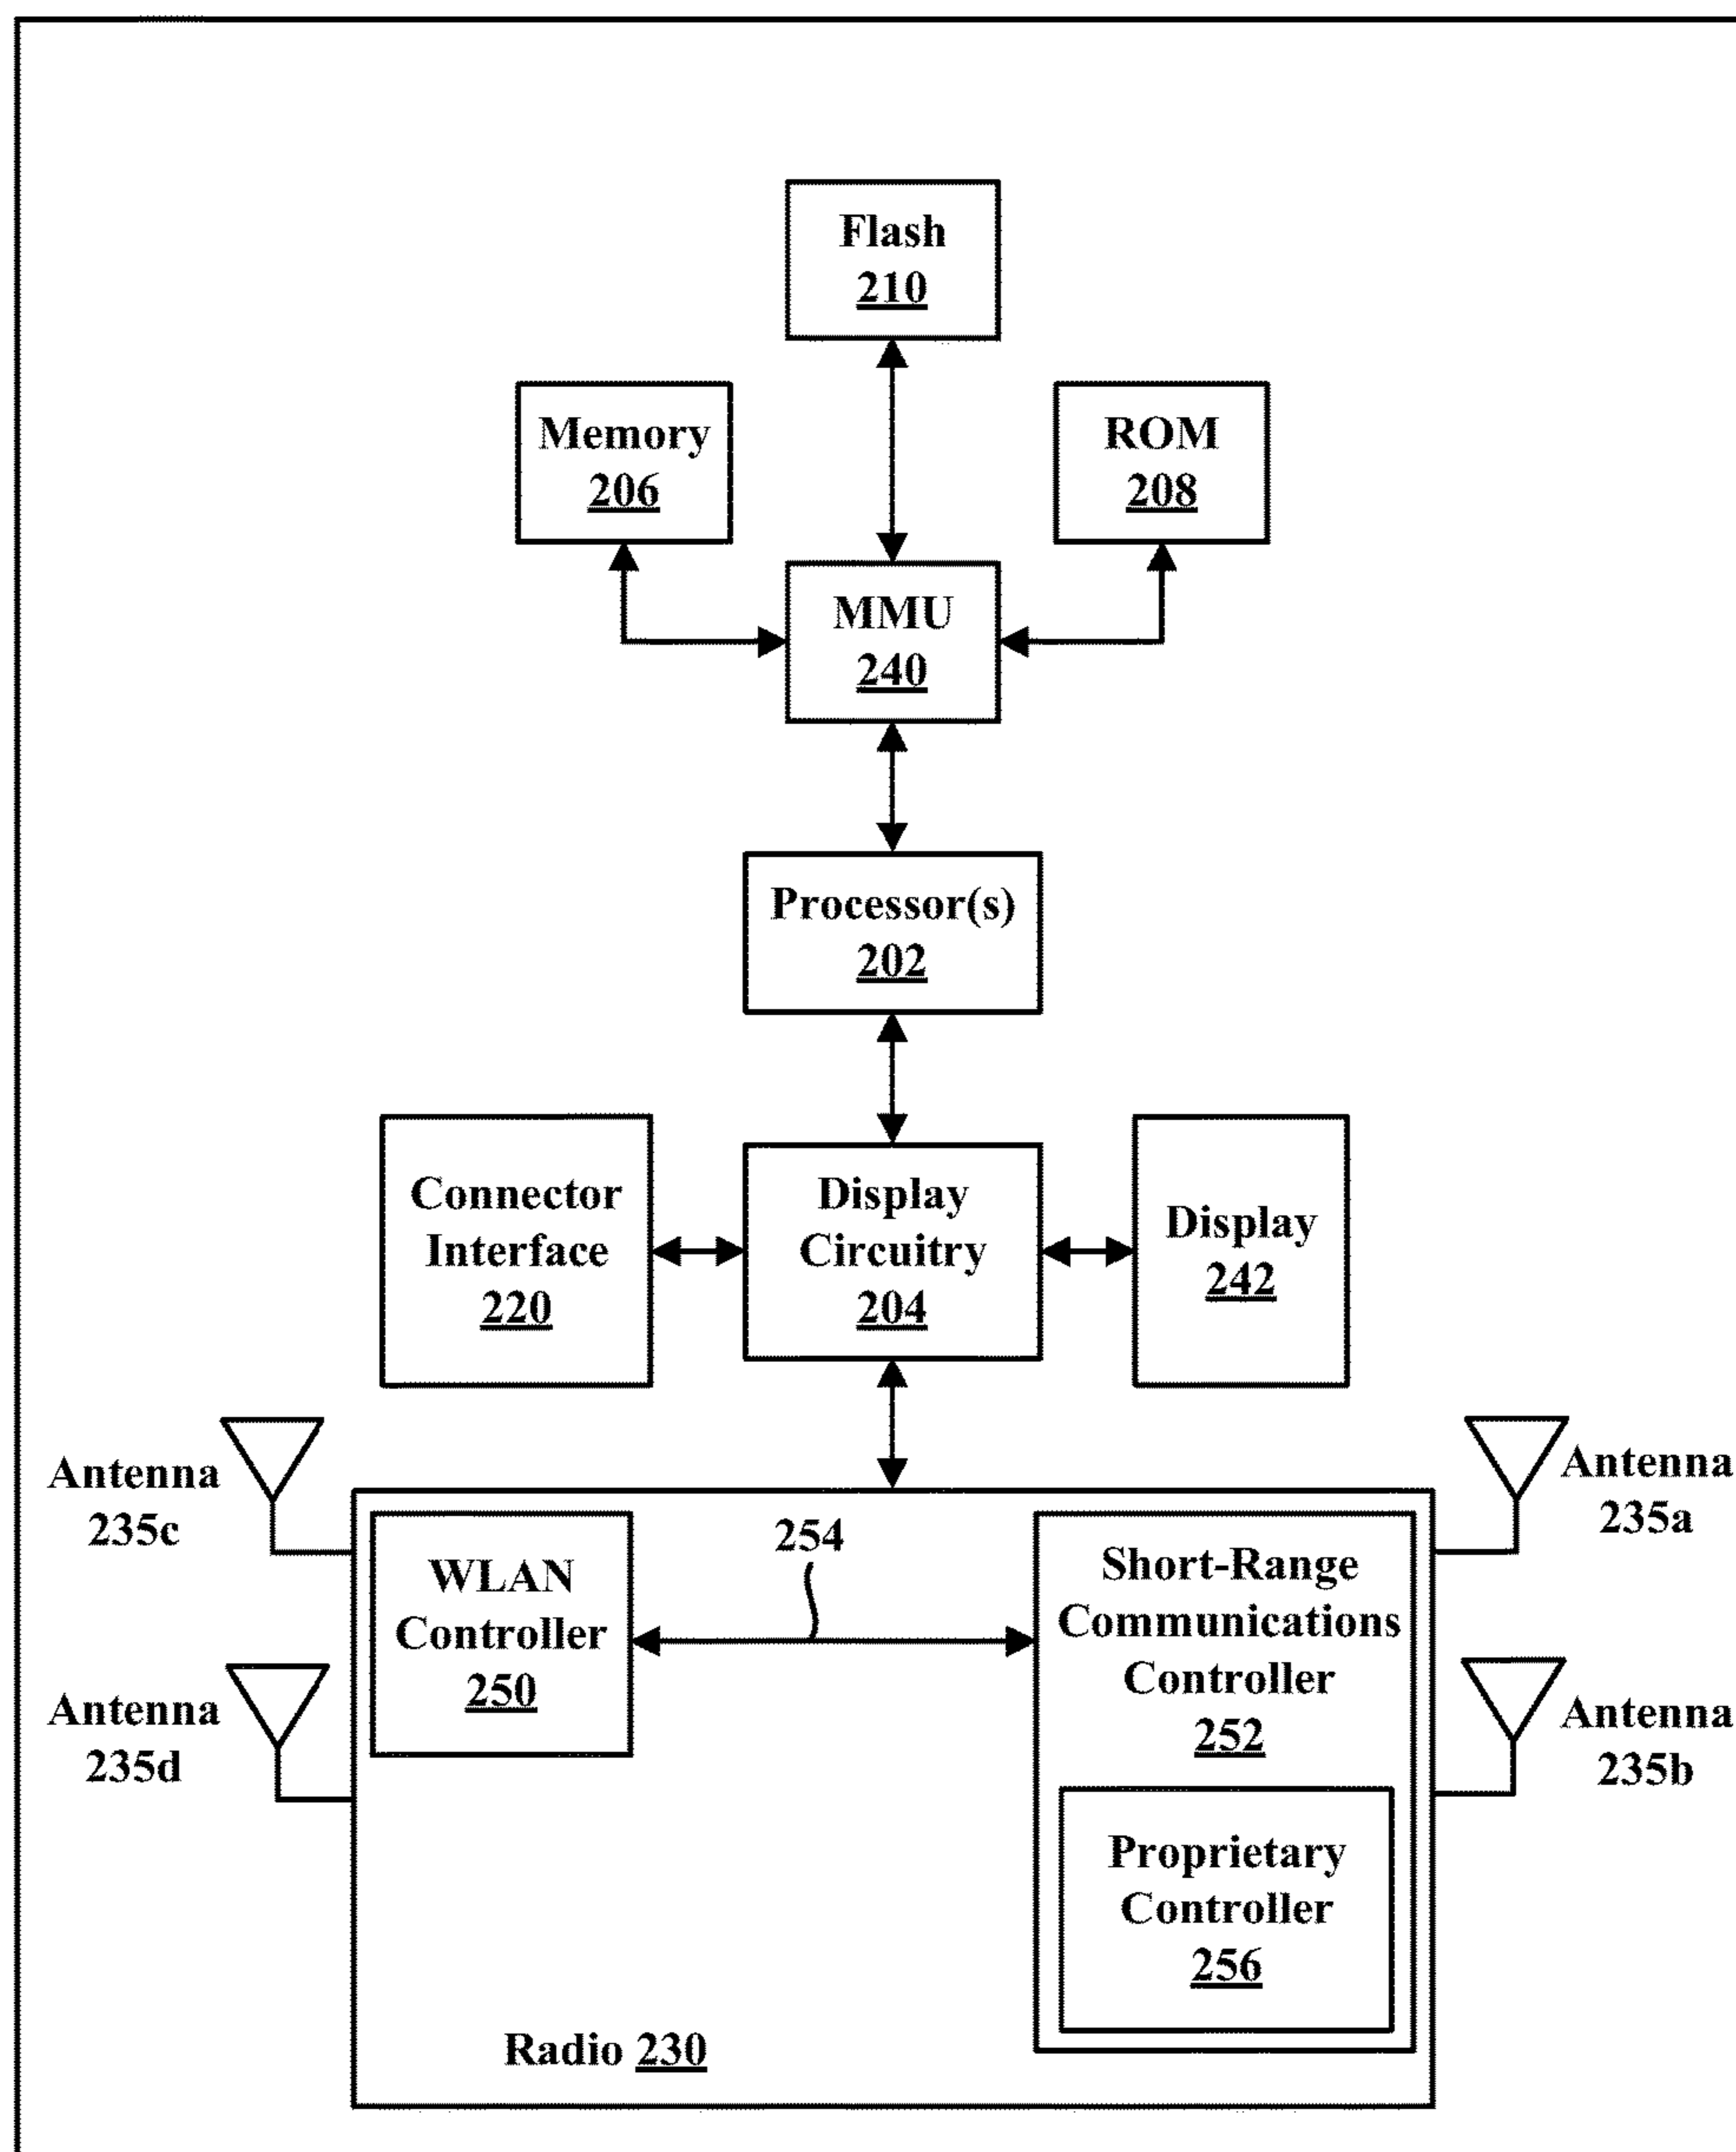 Flash
210
Memory
206
ROM
208
MMU
240
Processor(s)
202
Connector
Interface
220
Display
Circuitry
204
Display
242
Antenna
235c
Antenna
235a
WLAN
Controller
250
254
Short-Range
Communications
Controller
252
Antenna
235d
Antenna
235b
Proprietary
Controller
256
Radio 230